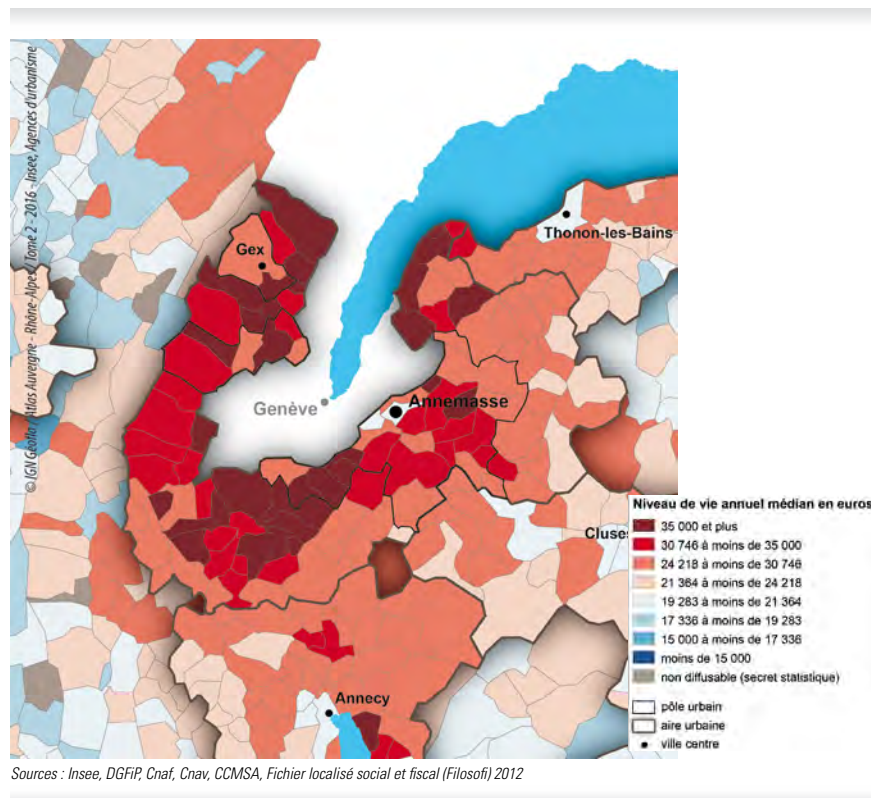 © IGN Géofla / Atlas Auvergne - Rhône-Alpes / Tome 2 - 2016 - Insee, Agences d'urbanisme
Thonon-les-Bains
Gex
Genève
Annemasse
Cluses
Annecy
Niveau de vie annuel médian en euros
35 000 et plus
30 746 à moins de 35 000
24 218 à moins de 30 746
21 364 à moins de 24 218
19 283 à moins de 21 364
17 336 à moins de 19 283
15 000 à moins de 17 336
moins de 15 000
non diffusable (secret statistique)
pôle urbain
aire urbaine
ville centre
Sources : Insee, DGFiP, Cnaf, Cnav, CCMSA, Fichier localisé social et fiscal (Filosofi) 2012